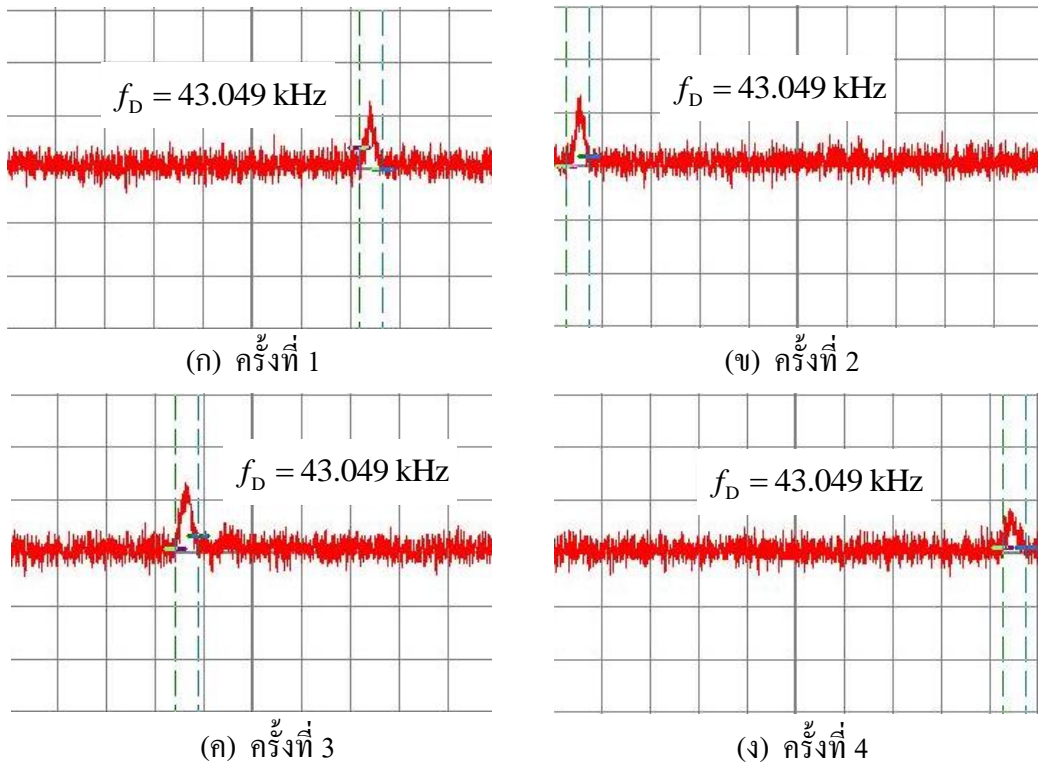 f_D = 43.049 kHz
f_D = 43.049 kHz
(ก) ครั้งที่ 1
(ข) ครั้งที่ 2
f_D = 43.049 kHz
f_D = 43.049 kHz
(ค) ครั้งที่ 3
(ง) ครั้งที่ 4